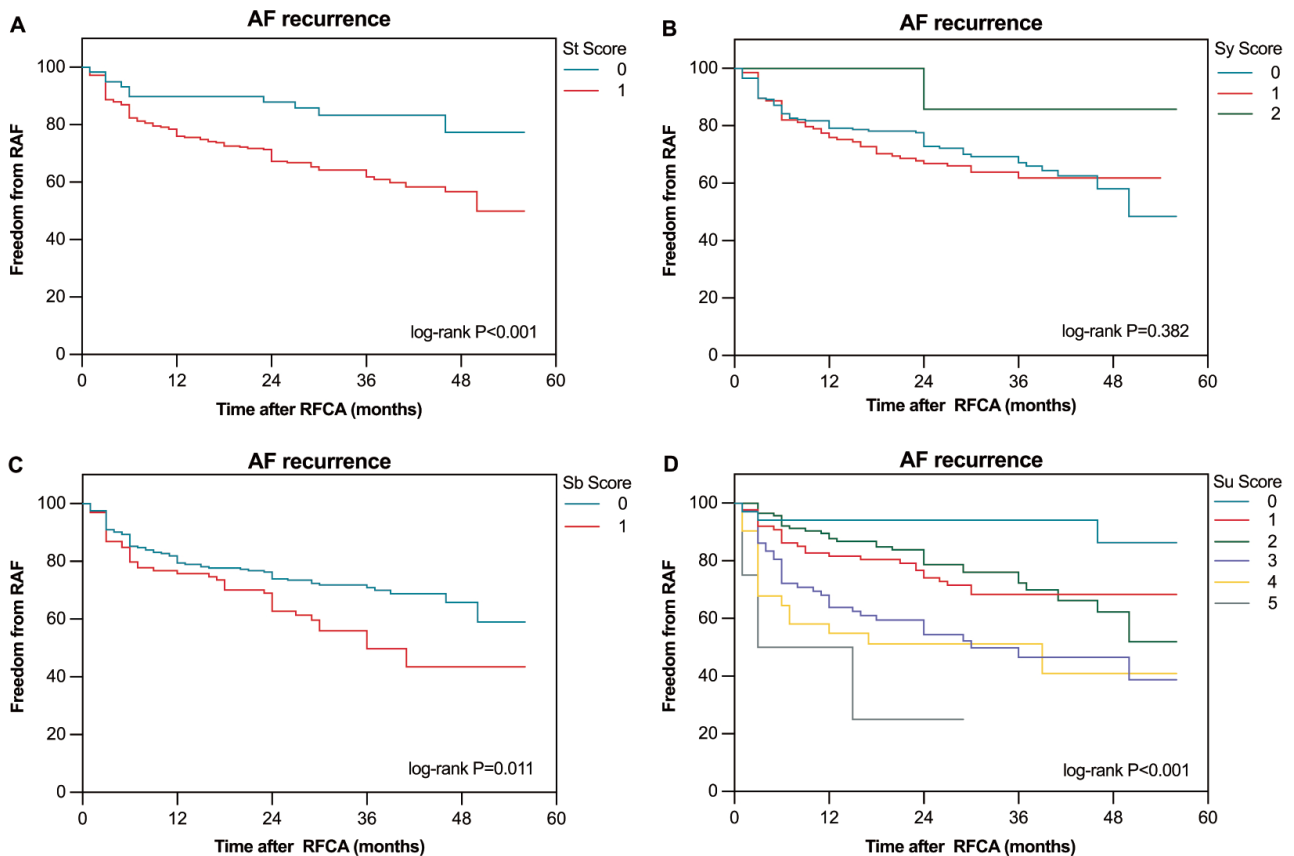 A
AF recurrence
St Score
0
1
100
80
60
40
20
0
Freedom from RAF
log-rank P<0.001
0 12 24 36 48 60
Time after RFCA (months)
B
AF recurrence
Sy Score
0
1
2
100
80
60
40
20
0
Freedom from RAF
log-rank P=0.382
0 12 24 36 48 60
Time after RFCA (months)
C
AF recurrence
Sb Score
0
1
100
80
60
40
20
0
Freedom from RAF
log-rank P=0.011
0 12 24 36 48 60
Time after RFCA (months)
D
AF recurrence
Su Score
0
1
2
3
4
5
100
80
60
40
20
0
Freedom from RAF
log-rank P<0.001
0 12 24 36 48 60
Time after RFCA (months)